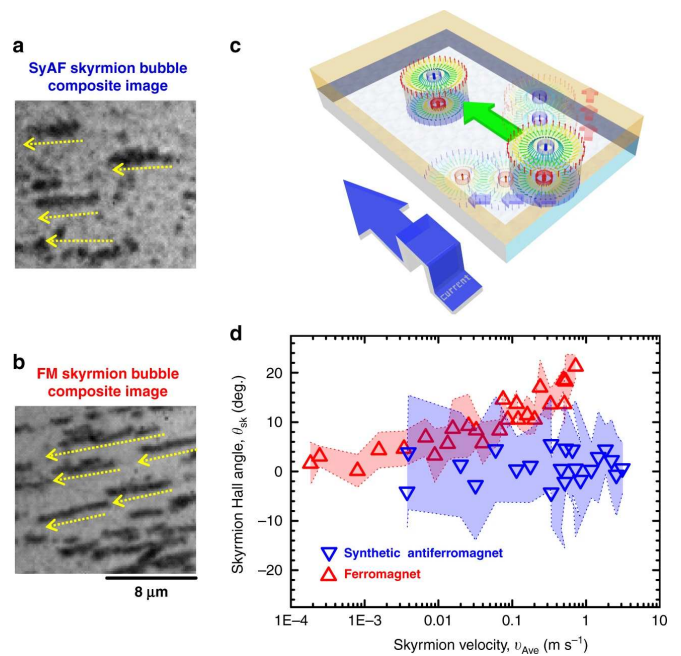 a
SyAF skyrmion bubble
composite image
b
FM skyrmion bubble
composite image
8 μm
c
current
d
Skyrmion Hall angle, θsk (deg.)
20
10
0
−10
−20
Synthetic antiferromagnet
Ferromagnet
1E−4
1E−3
0.01
0.1
1
10
Skyrmion velocity, υAve (m s⁻¹)